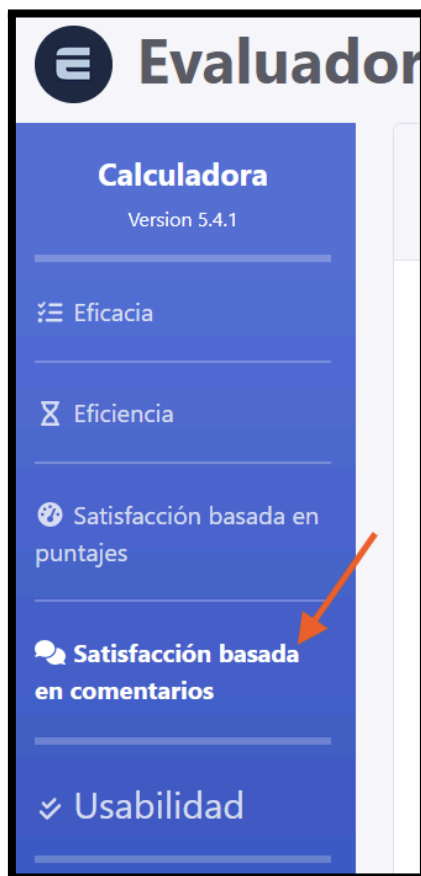 Evaluador
Calculadora
Version 5.4.1
Eficacia
Eficiencia
Satisfacción basada en
puntajes
Satisfacción basada
en comentarios
Usabilidad